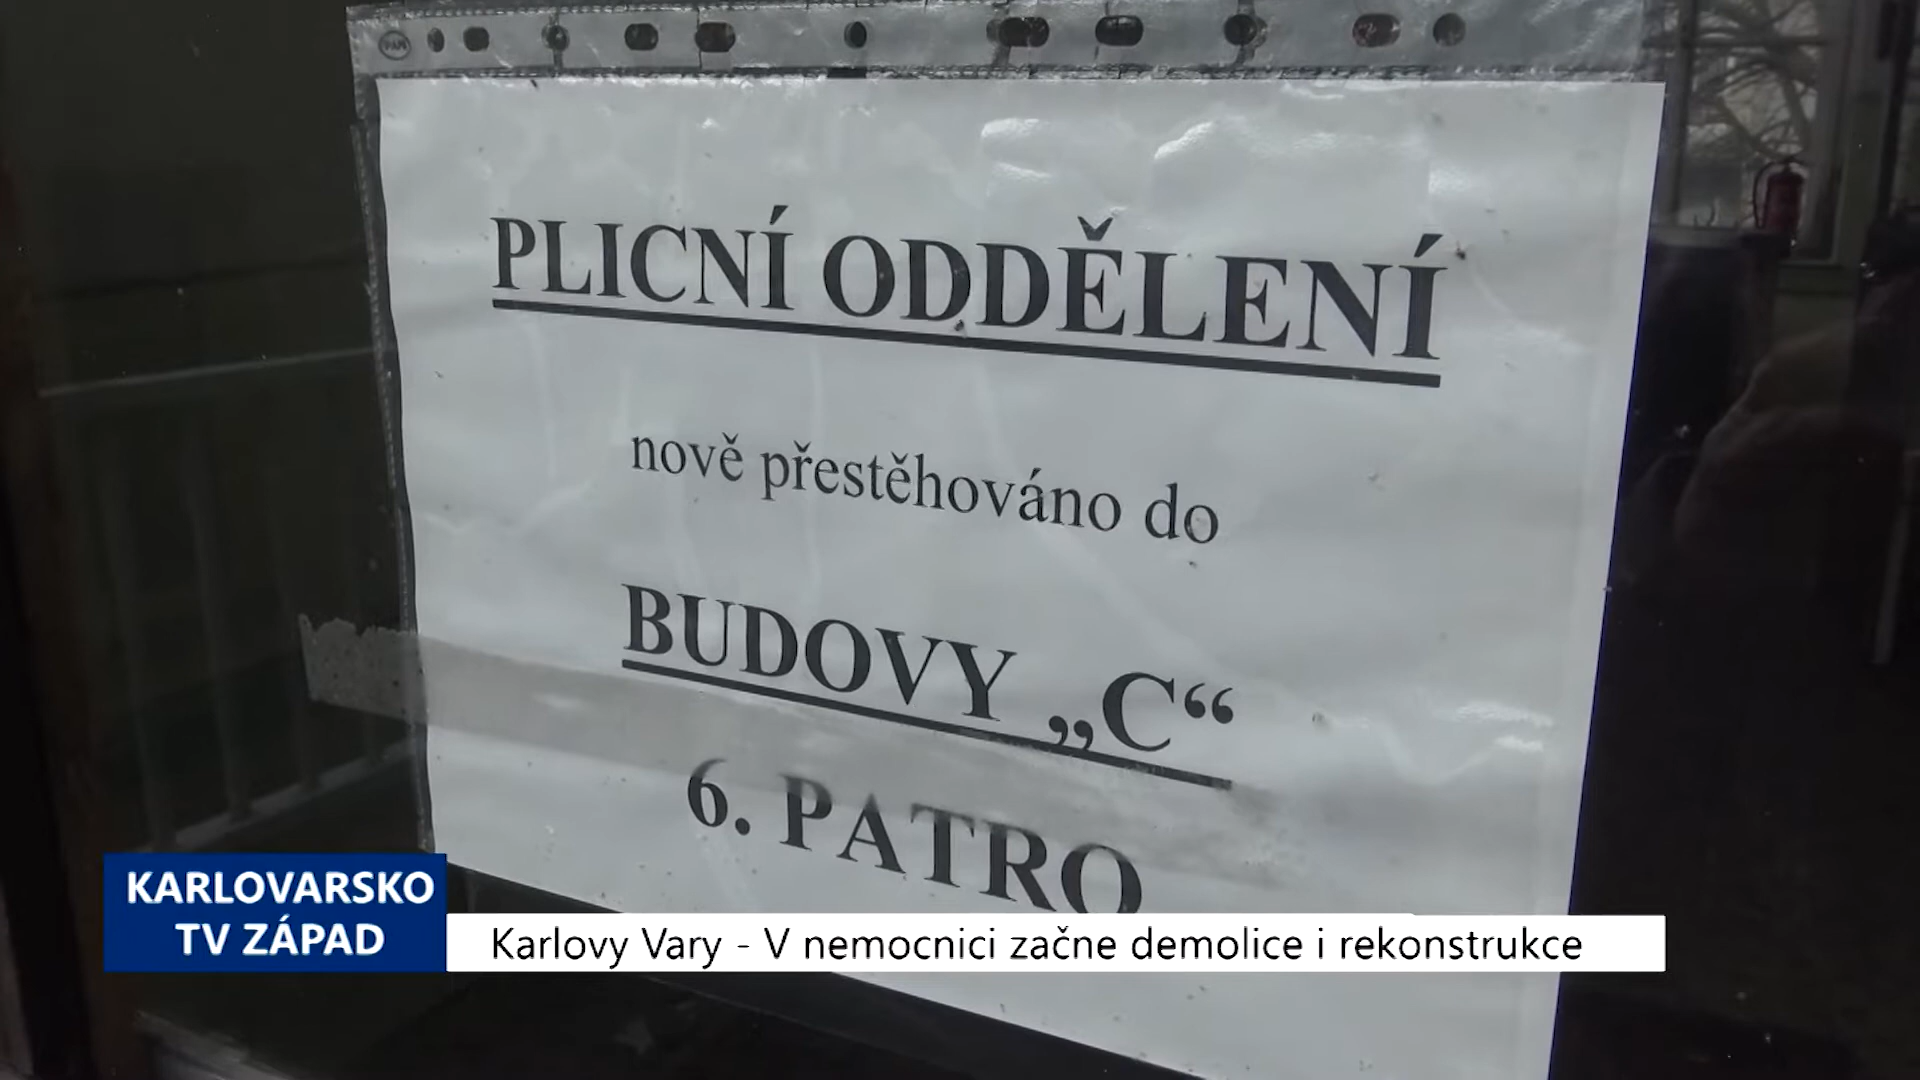 PLICNÍ ODDĚLENÍ
nově přestěhováno do
BUDOVY „C“
6. PATRO
KARLOVARSKO
TV ZÁPAD
Karlovy Vary - V nemocnici začne demolice i rekonstrukce